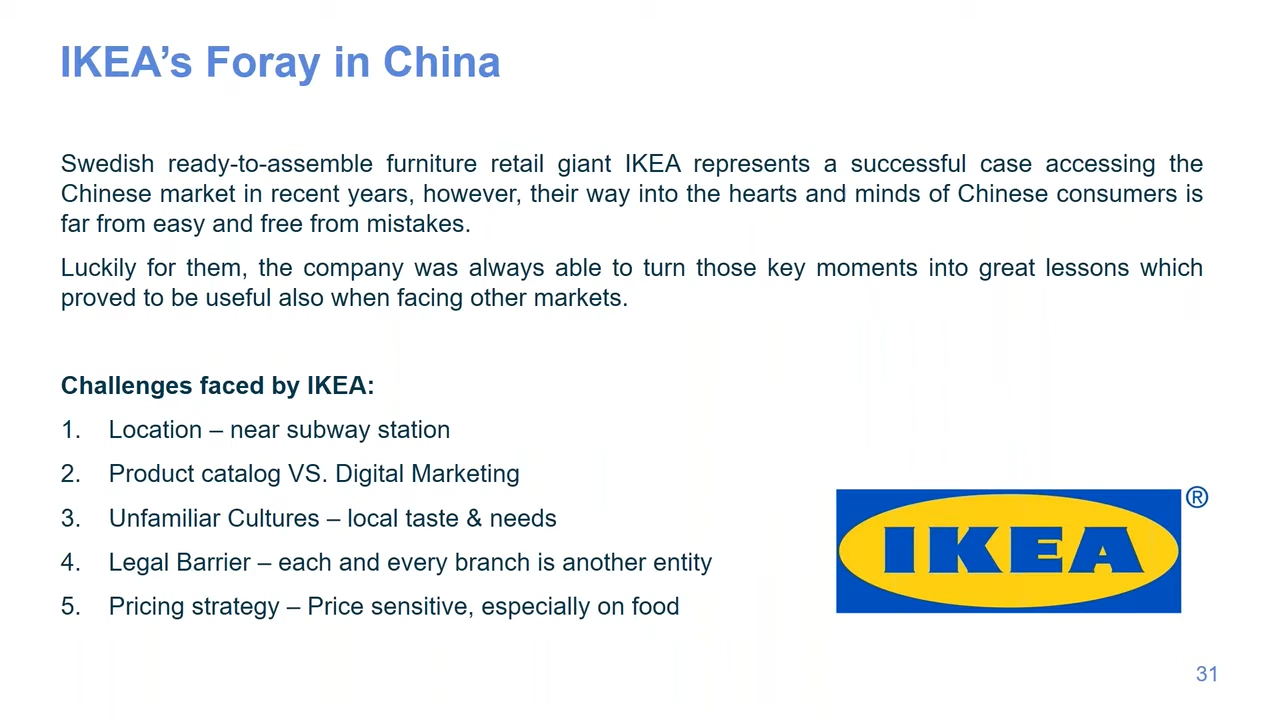 IKEA’s Foray in China
Swedish ready-to-assemble furniture retail giant IKEA represents a successful case accessing the
Chinese market in recent years, however, their way into the hearts and minds of Chinese consumers is
far from easy and free from mistakes.
Luckily for them, the company was always able to turn those key moments into great lessons which
proved to be useful also when facing other markets.
Challenges faced by IKEA:
1. Location – near subway station
2. Product catalog VS. Digital Marketing
3. Unfamiliar Cultures – local taste & needs
4. Legal Barrier – each and every branch is another entity
5. Pricing strategy – Price sensitive, especially on food
IKEA®
31